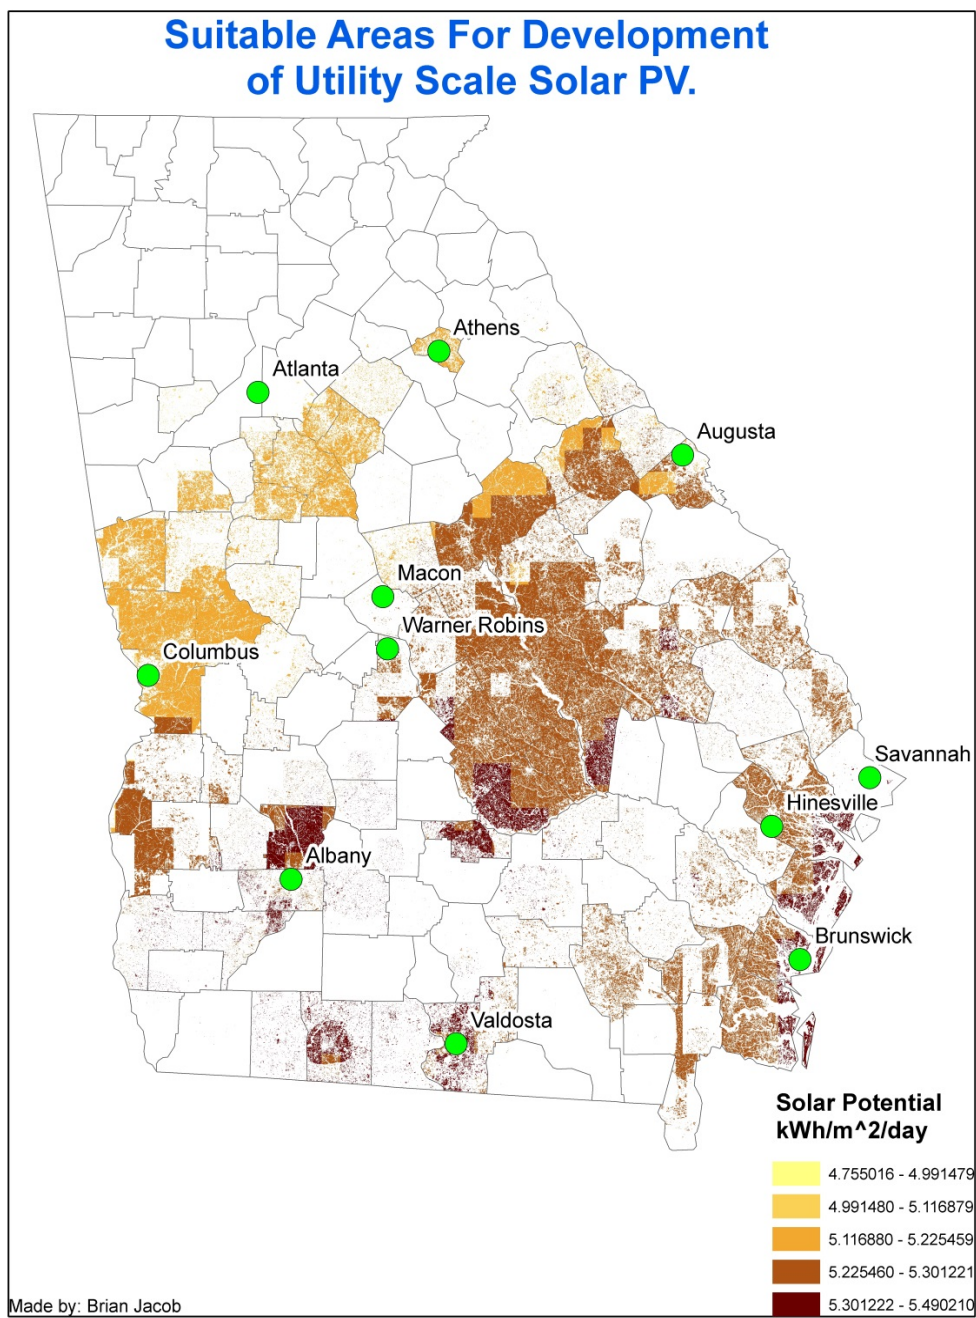 Suitable Areas For Development
of Utility Scale Solar PV.
Athens
Atlanta
Augusta
Macon
Warner Robins
Columbus
Savannah
Hinesville
Albany
Brunswick
Valdosta
Solar Potential
kWh/m^2/day
4.755016 - 4.991479
4.991480 - 5.116879
5.116880 - 5.225459
5.225460 - 5.301221
5.301222 - 5.490210
Made by: Brian Jacob